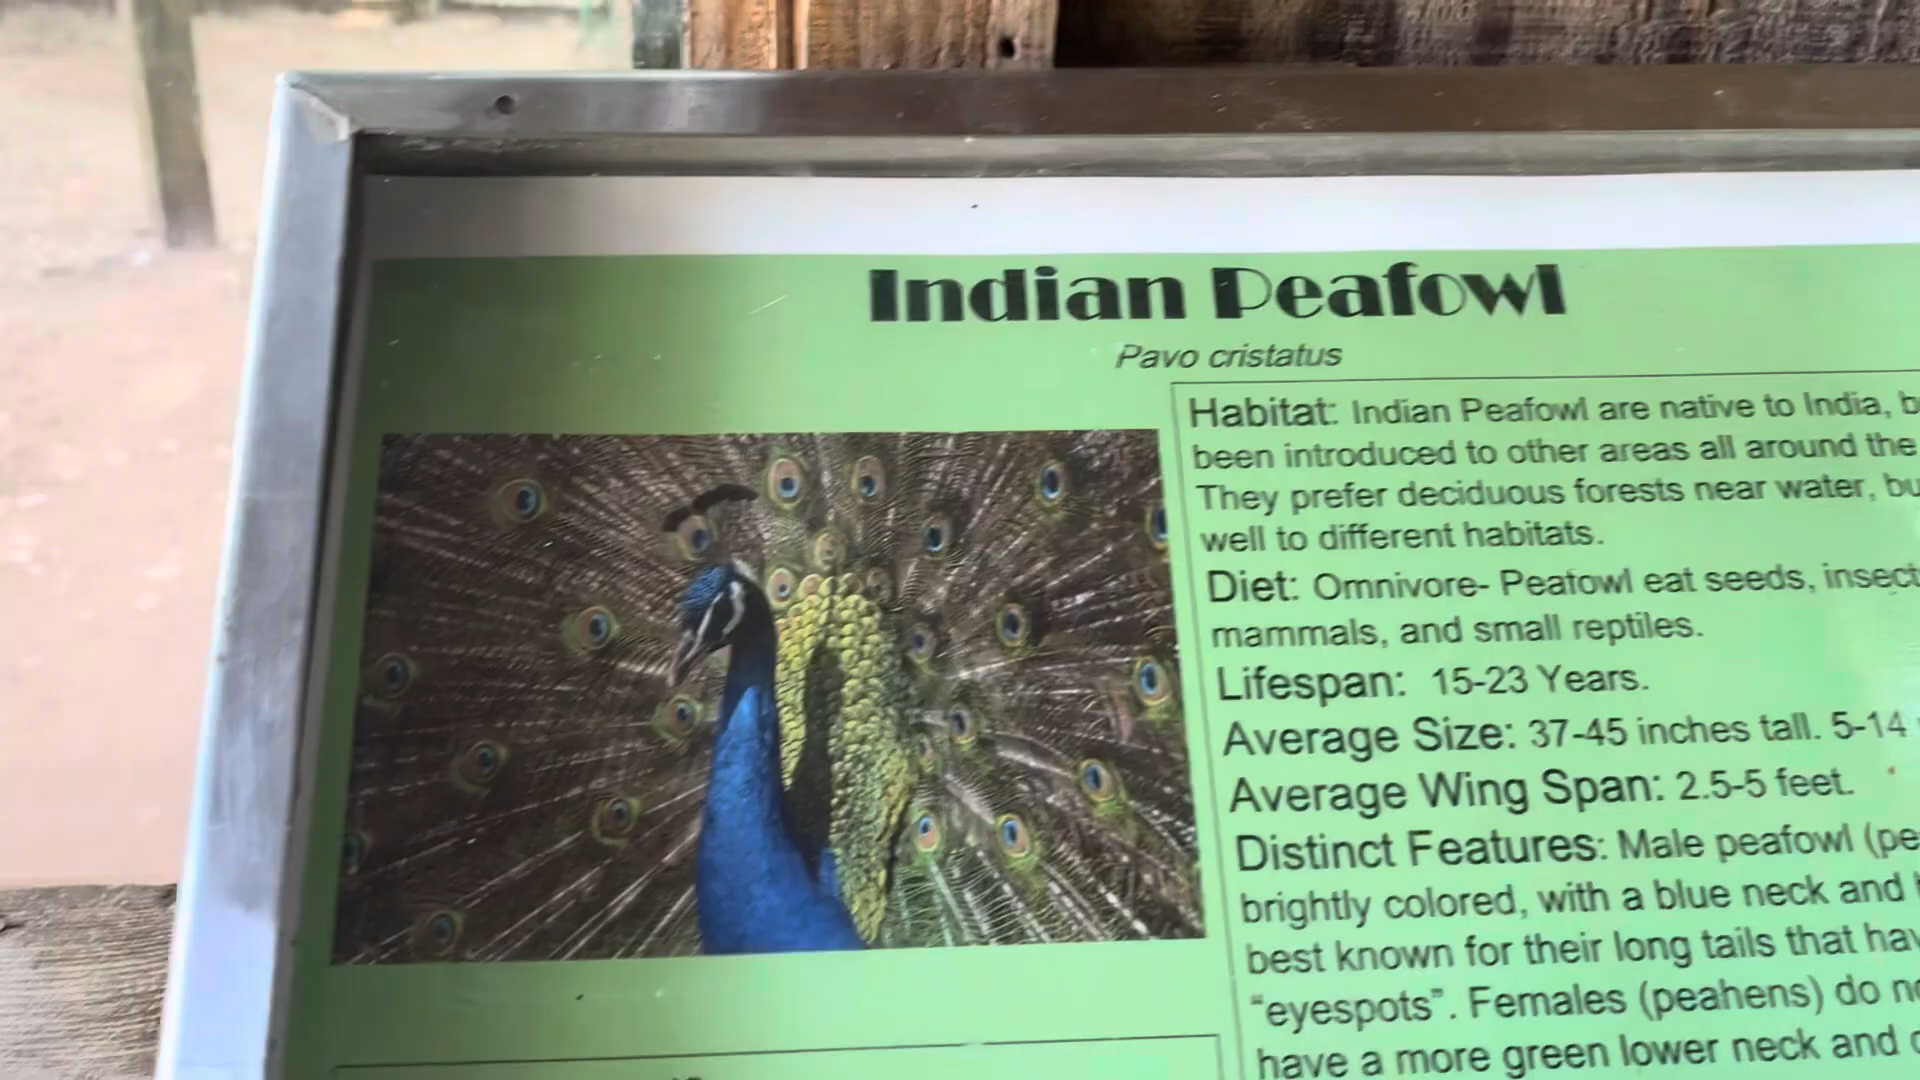 Indian Peafowl
Pavo cristatus
Habitat: Indian Peafowl are native to India,
been introduced to other areas all around the
They prefer deciduous forests near water,
well to different habitats.
Diet: Omnivore- Peafowl eat seeds,
mammals, and small reptiles.
Lifespan: 15-23 Years.
Average Size: 37-45 inches tall. 5-14
Average Wing Span: 2.5-5 feet.
Distinct Features: Male peafowl
brightly colored, with a blue neck and
best known for their long tails that
"eyespots". Females (peahens) do
have a more green lower neck and